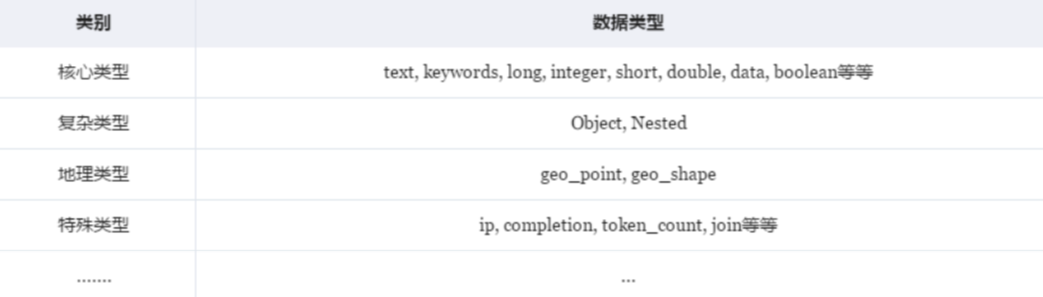 类别 数据类型
核心类型 text, keywords, long, integer, short, double, data, boolean等等
复杂类型 Object, Nested
地理类型 geo_point, geo_shape
特殊类型 ip, completion, token_count, join等等
....... ...